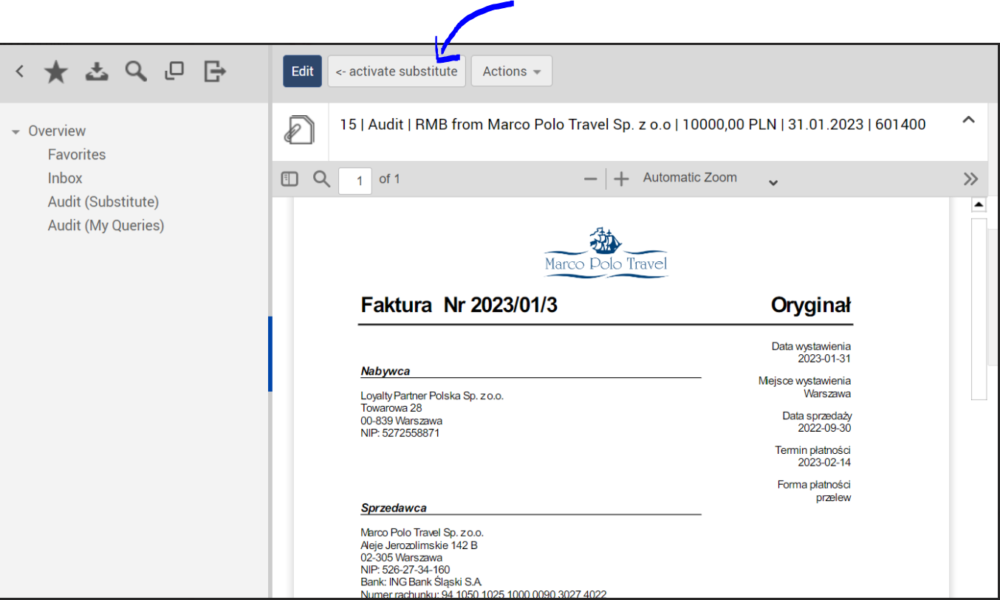 Edit
<- activate substitute
Actions
Overview
Favorites
Inbox
Audit (Substitute)
Audit (My Queries)
15 | Audit | RMB from Marco Polo Travel Sp. z o.o | 10000,00 PLN | 31.01.2023 | 601400
1 of 1
Automatic Zoom
Marco Polo Travel
Faktura Nr 2023/01/3
Oryginał
Data wystawienia
2023-01-31
Miejsce wystawienia
Warszawa
Data sprzedaży
2022-09-30
Termin płatności
2023-02-14
Forma płatności
przelew
Nabywca
Loyalty Partner Polska Sp. z o.o.
Towarowa 28
00-839 Warszawa
NIP: 5272558871
Sprzedawca
Marco Polo Travel Sp. z o.o.
Aleje Jerozolimskie 142 B
02-305 Warszawa
NIP: 526-27-34-160
Bank: ING Bank Śląski S.A.
Numer rachunku: 94 1050 1025 1000 0090 3027 4022